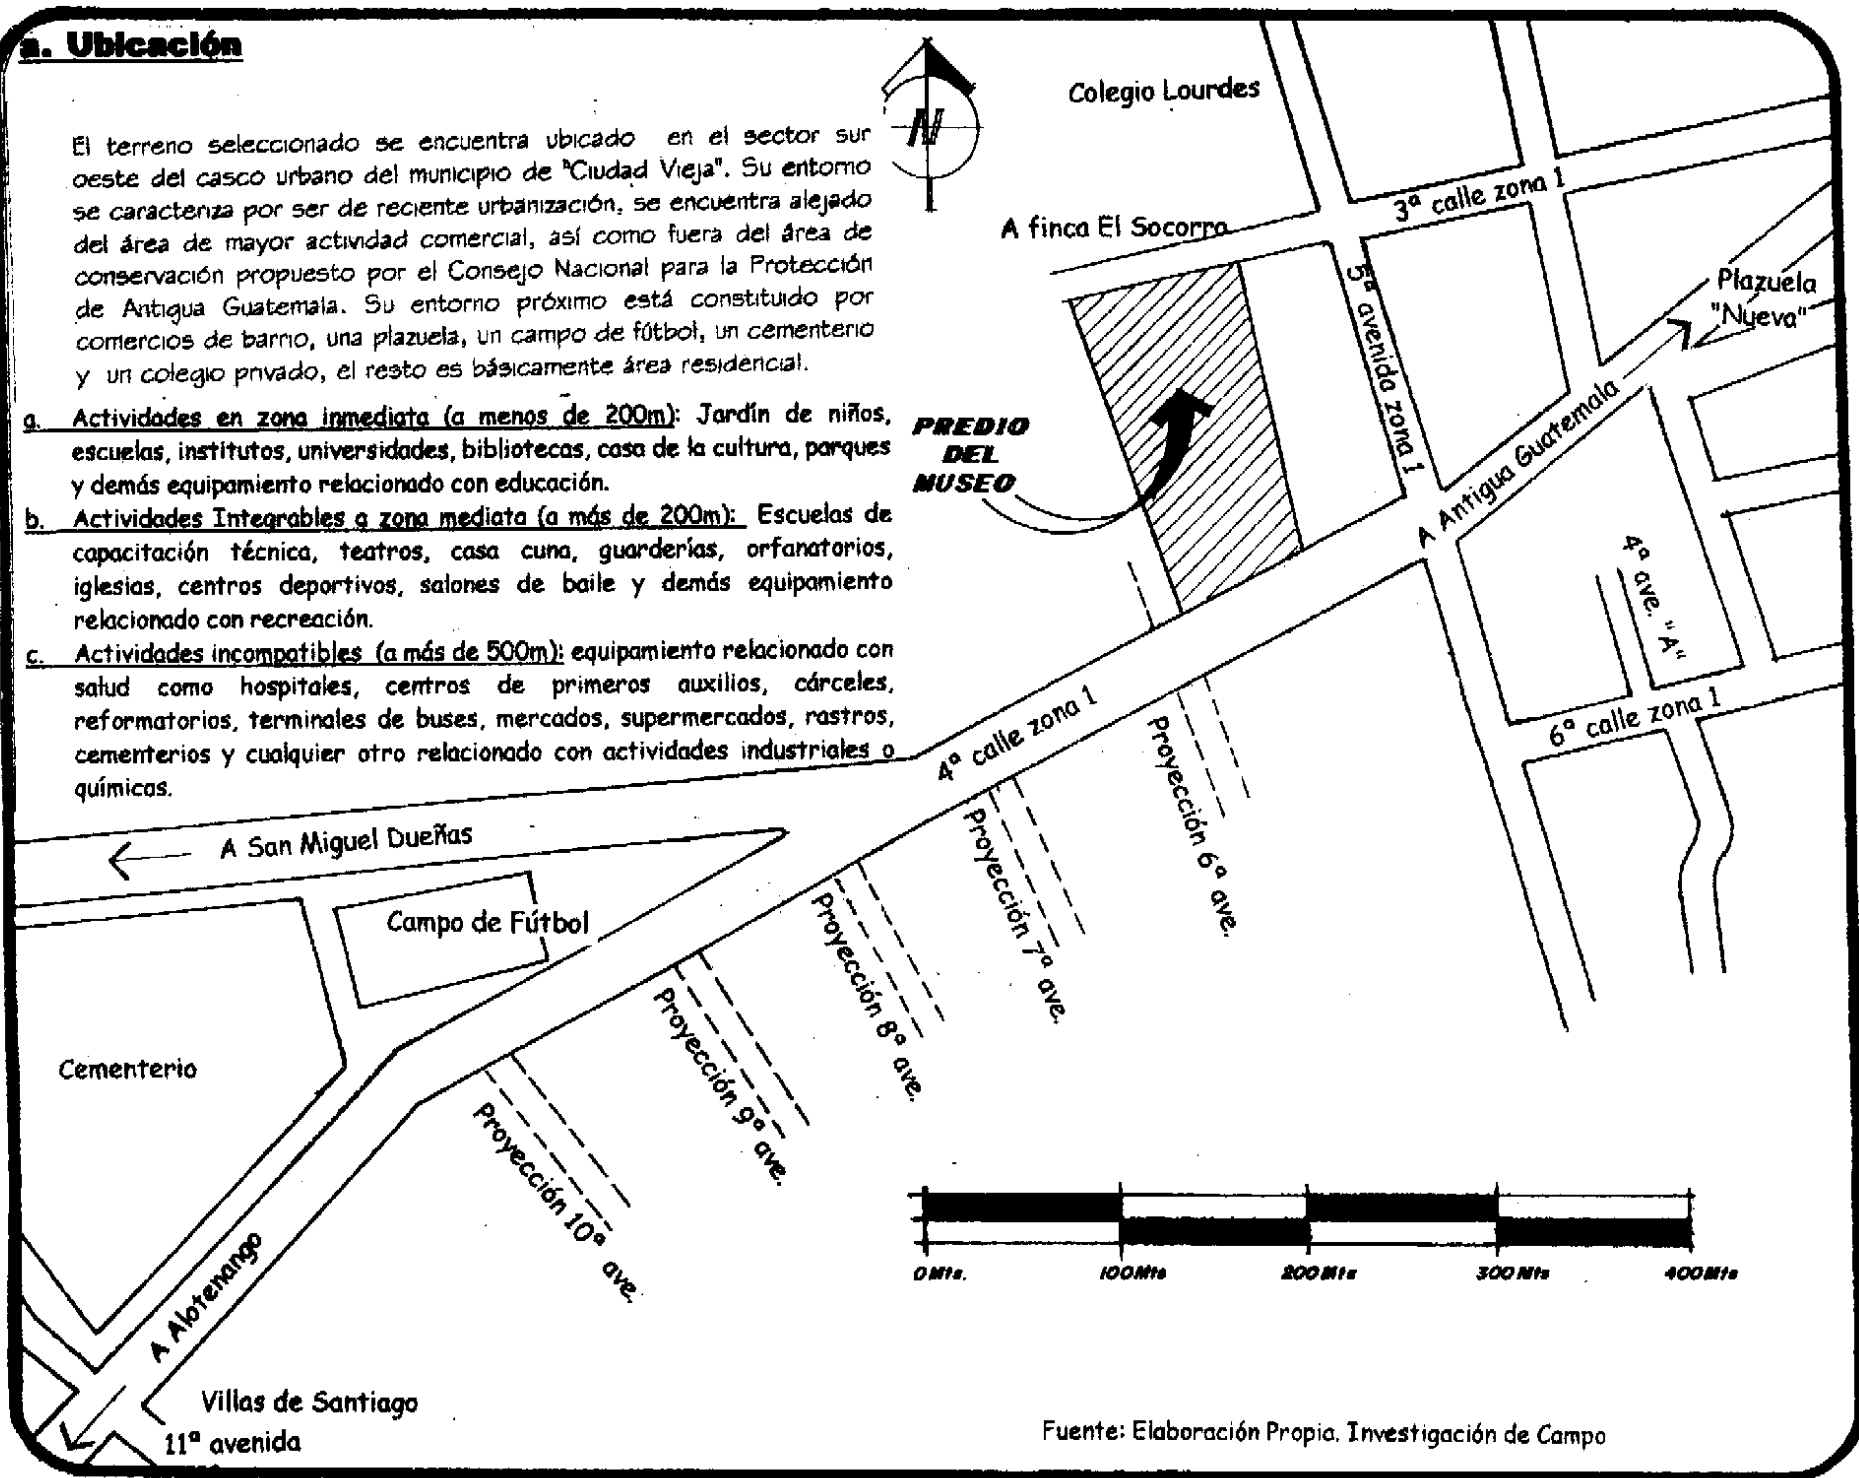 a. Ubicación
El terreno seleccionado se encuentra ubicado en el sector sur
oeste del casco urbano del municipio de "Ciudad Vieja". Su entorno
se caracteriza por ser de reciente urbanización, se encuentra alejado
del área de mayor actividad comercial, así como fuera del área de
conservación propuesto por el Consejo Nacional para la Protección
de Antigua Guatemala. Su entorno próximo está constituido por
comercios de barrio, una plazuela, un campo de fútbol, un cementerio
y un colegio privado, el resto es básicamente área residencial.
a. Actividades en zona inmediata (a menos de 200m): Jardín de niños,
escuelas, institutos, universidades, bibliotecas, casa de la cultura, parques
y demás equipamiento relacionado con educación.
b. Actividades Integrables a zona mediata (a más de 200m): Escuelas de
capacitación técnica, teatros, casa cuna, guarderías, orfanatorios,
iglesias, centros deportivos, salones de baile y demás equipamiento
relacionado con recreación.
c. Actividades incompatibles (a más de 500m): equipamiento relacionado con
salud como hospitales, centros de primeros auxilios, cárceles,
reformatorios, terminales de buses, mercados, supermercados, rastros,
cementerios y cualquier otro relacionado con actividades industriales o
químicas.
N
Colegio Lourdes
A finca El Socorro
3ª calle zona 1
5ª avenida zona 1
Plazuela
"Nueva"
PREDIO
DEL
MUSEO
A Antigua Guatemala
4ª ave. "A"
6ª calle zona 1
4ª calle zona 1
Proyección 6ª ave.
Proyección 7ª ave.
Proyección 8ª ave.
Proyección 9ª ave.
Proyección 10ª ave.
A San Miguel Dueñas
Campo de Fútbol
Cementerio
A Alotenango
Villas de Santiago
11ª avenida
0Mts. 100Mts 200Mts 300Mts 400Mts
Fuente: Elaboración Propia. Investigación de Campo